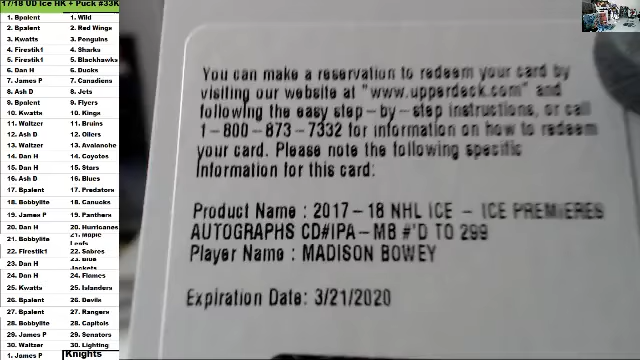 17/18 UD Ice HK + Puck #33K
1. Bpalent 1. Wild
2. Bpalent 2. Red Wings
3. Kwatts 3. Penguins
4. Firestik1 4. Sharks
5. Firestik1 5. Blackhawks
6. Dan H 6. Ducks
7. James P 7. Canadiens
8. Ash D 8. Jets
9. Bpalent 9. Flyers
10. Kwatts 10. Kings
11. Waltzer 11. Bruins
12. Ash D 12. Oilers
13. Waltzer 13. Avalanche
14. Dan H 14. Coyotes
15. Dan H 15. Stars
16. Ash D 16. Blues
17. Bpalent 17. Predators
18. Bobbylite 18. Canucks
19. James P 19. Panthers
20. Dan H 20. Hurricanes
21. Bobbylite 21. Maple Leafs
22. Firestik1 22. Sabres
23. Dan H 23. Blue Jackets
24. Dan H 24. Flames
25. Kwatts 25. Islanders
26. Bpalent 26. Devils
27. Bpalent 27. Rangers
28. Bobbylite 28. Capitols
29. James P 29. Senators
30. Waltzer 30. Lighting
1. James P Knights
You can make a reservation to redeem your card by
visiting our website at "www.upperdeck.com" and
following the easy step-by-step instructions, or call
1-800-873-7332 for information on how to redeem
your card. Please note the following specific
information for this card:
Product Name : 2017-18 NHL ICE - ICE PREMIERES
AUTOGRAPHS CD#IPA-MB #'D TO 299
Player Name : MADISON BOWEY
Expiration Date: 3/21/2020